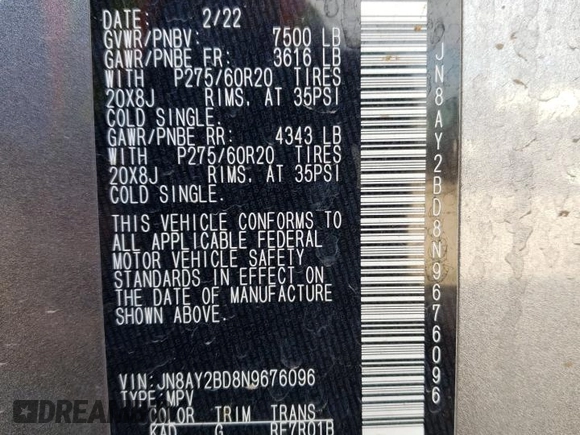 DATE: 2/22
GVWR/PNBV: 7500 LB
GAWR/PNBE FR: 3616 LB
WITH P275/60R20 TIRES
20X8J RIMS, AT 35PSI
COLD SINGLE.
GAWR/PNBE RR: 4343 LB
WITH P275/60R20 TIRES
20X8J RIMS, AT 35PSI
COLD SINGLE.
THIS VEHICLE CONFORMS TO
ALL APPLICABLE FEDERAL
MOTOR VEHICLE SAFETY
STANDARDS IN EFFECT ON
THE DATE OF MANUFACTURE
SHOWN ABOVE.
VIN: JN8AY2BD8N9676096
TYPE: MPV
COLOR TRIM TRANS
KAD G RE7R01B
JN8AY2BD8N9676096